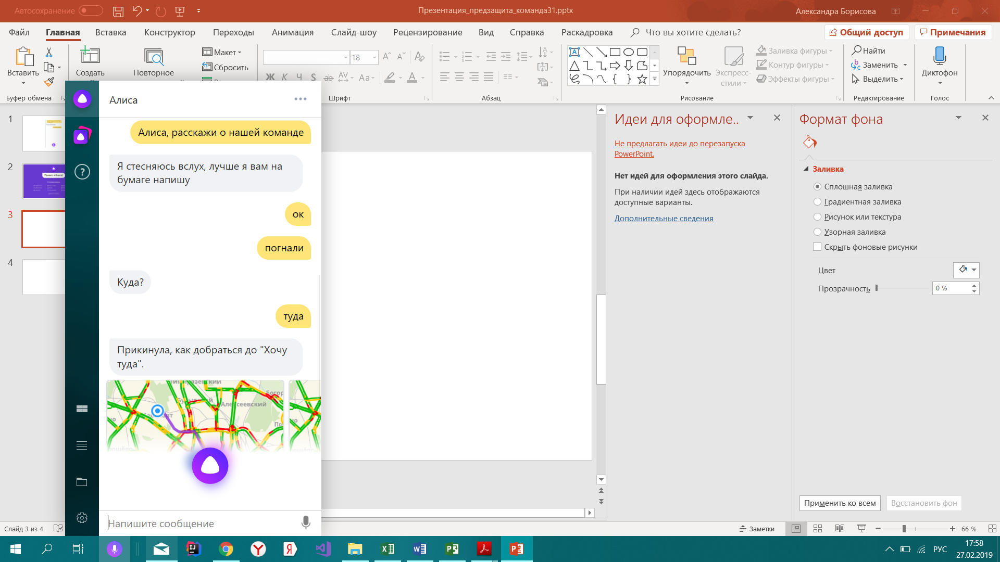 Автосохранение
Презентация_предзащита_команда31.pptx
Александра Борисова
Файл
Главная
Вставка
Конструктор
Переходы
Анимация
Слайд-шоу
Рецензирование
Вид
Справка
Раскадровка
Что вы хотите сделать?
Общий доступ
Примечания
Вставить
Создать
Повторное
Макет
Сбросить
18
Ж К Ч S ab AV Aa А
Упорядочить
Экспресс-
стили
Заливка фигуры
Контур фигуры
Эффекты фигуры
Найти
Заменить
Выделить
Диктофон
Буфер обмена
Шрифт
Абзац
Рисование
Редактирование
Голос
1
2
3
4
Алиса
Алиса, расскажи о нашей команде
Я стесняюсь вслух, лучше я вам на
бумаге напишу
ок
погнали
Куда?
туда
Прикинула, как добраться до "Хочу
туда".
Алексеевский
Напишите сообщение
Идеи для оформле...
Не предлагать идеи до перезапуска
PowerPoint.
Нет идей для оформления этого слайда.
При наличии идей здесь отображаются
доступные варианты.
Дополнительные сведения
Формат фона
Заливка
Сплошная заливка
Градиентная заливка
Рисунок или текстура
Узорная заливка
Скрыть фоновые рисунки
Цвет
Прозрачность
0 %
Применить ко всем
Восстановить фон
Слайд 3 из 4
Заметки
66 %
РУС
17:58
27.02.2019